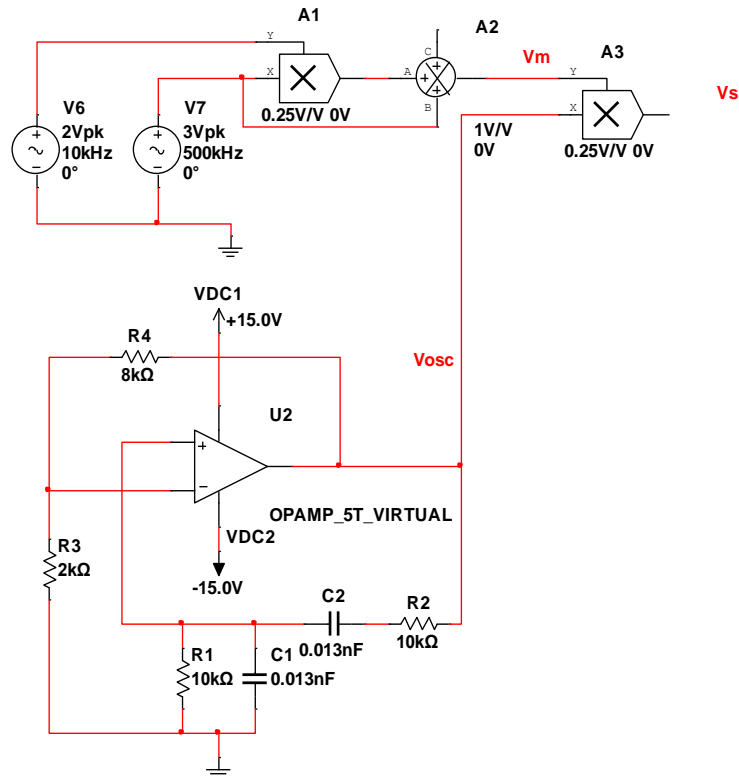 A1
A2
A3
Vm
Vs
Y
X
C
A
B
Y
X
0.25V/V 0V
1V/V
0V
0.25V/V 0V
V6
2Vpk
10kHz
0°
V7
3Vpk
500kHz
0°
VDC1
+15.0V
R4
8kΩ
Vosc
U2
OPAMP_5T_VIRTUAL
VDC2
-15.0V
R3
2kΩ
C2
0.013nF
R2
10kΩ
R1
10kΩ
C1
0.013nF